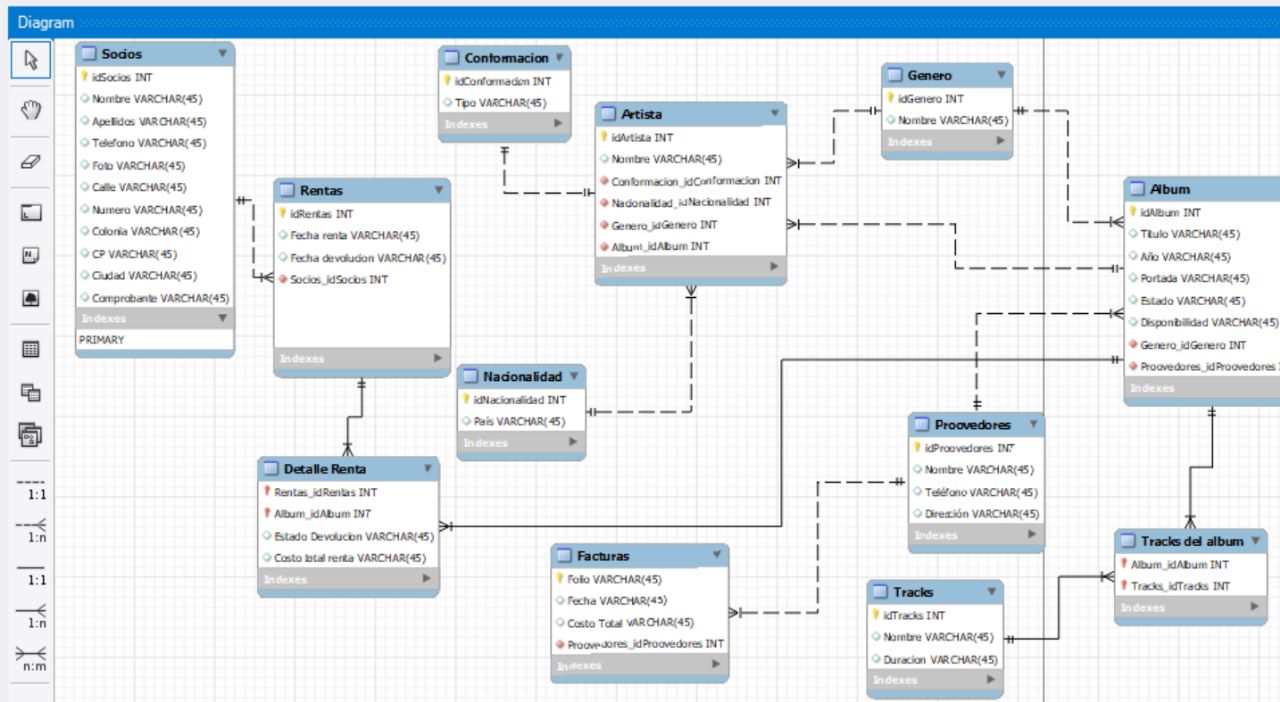 Diagram
Socios
idSocios INT
Nombre VARCHAR(45)
Apellidos VARCHAR(45)
Telefono VARCHAR(45)
Foto VARCHAR(45)
Calle VARCHAR(45)
Numero VARCHAR(45)
Colonia VARCHAR(45)
CP VARCHAR(45)
Ciudad VARCHAR(45)
Comprobante VARCHAR(45)
Indexes
PRIMARY
Rentas
idRentas INT
Fecha renta VARCHAR(45)
Fecha devolucion VARCHAR(45)
Socios_idSocios INT
Indexes
Conformacion
idConformacion INT
Tipo VARCHAR(45)
Indexes
Artista
idArtista INT
Nombre VARCHAR(45)
Conformacion_idConformacion INT
Nacionalidad_idNacionalidad INT
Genero_idGenero INT
Album_idAlbum INT
Indexes
Genero
idGenero INT
Nombre VARCHAR(45)
Indexes
Album
idAlbum INT
Titulo VARCHAR(45)
Año VARCHAR(45)
Portada VARCHAR(45)
Estado VARCHAR(45)
Disponibilidad VARCHAR(45)
Genero_idGenero INT
Proovedores_idProovedores
Indexes
Nacionalidad
idNacionalidad INT
País VARCHAR(45)
Indexes
Detalle Renta
Rentas_idRentas INT
Album_idAlbum INT
Estado Devolucion VARCHAR(45)
Costo total renta VARCHAR(45)
Indexes
Proovedores
idProovedores INT
Nombre VARCHAR(45)
Teléfono VARCHAR(45)
Dirección VARCHAR(45)
Indexes
Facturas
Folio VARCHAR(45)
Fecha VARCHAR(45)
Costo Total VARCHAR(45)
Proovedores_idProovedores INT
Indexes
Tracks
idTracks INT
Nombre VARCHAR(45)
Duracion VARCHAR(45)
Indexes
Tracks del album
Album_idAlbum INT
Tracks_idTracks INT
Indexes
1:1
1:n
1:1
1:n
n:m